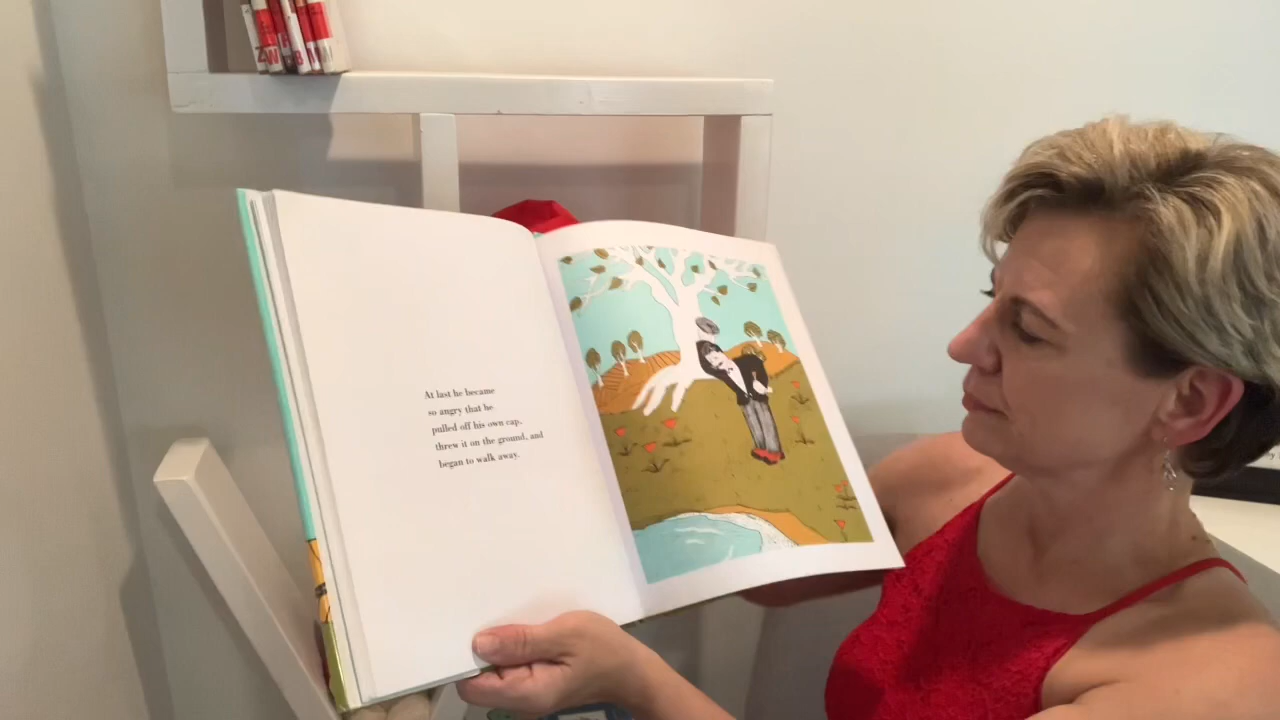 At last he became
so angry that he
pulled off his own cap,
threw it on the ground, and
began to walk away.